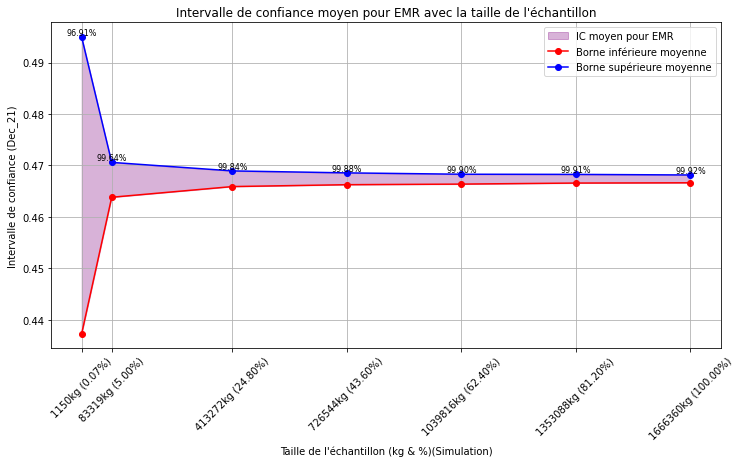 Intervalle de confiance moyen pour EMR avec la taille de l'échantillon
IC moyen pour EMR
Borne inférieure moyenne
Borne supérieure moyenne
96.91%
99.64%
99.84%
99.88%
99.90%
99.91%
99.92%
Intervalle de confiance (Dec_21)
0.49
0.48
0.47
0.46
0.45
0.44
1150kg (0.07%)
83319kg (5.00%)
413272kg (24.80%)
726544kg (43.60%)
1039816kg (62.40%)
1353088kg (81.20%)
1666360kg (100.00%)
Taille de l'échantillon (kg & %)(Simulation)